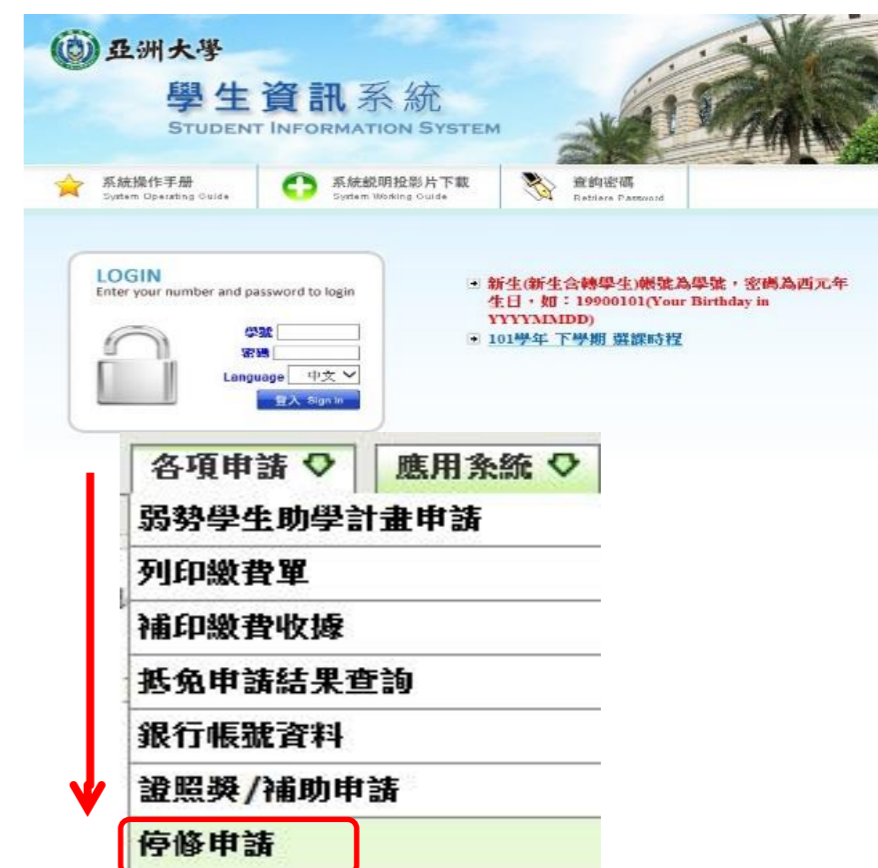 亞洲大學
學生資訊系統
STUDENT INFORMATION SYSTEM
系統操作手册
System Operating Guide
系統説明投影片下載
System Working Guide
查詢密碼
Retriere Password
LOGIN
Enter your number and password to login
學號
密碼
Language 中文
登入 Sign in
新生(新生含轉學生)帳號為學號，密碼為西元年
生日，如：19900101(Your Birthday in
YYYYMMDD)
101學年 下學期 選課時程
各項申請
應用系統
弱勢學生助學計畫申請
列印繳費單
補印繳費收據
抵免申請結果查詢
銀行帳號資料
證照獎/補助申請
停修申請